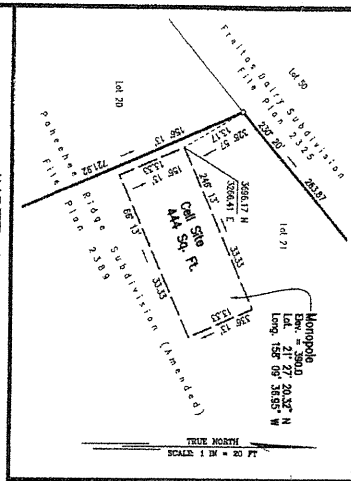 Lot 50
Freitas Dairy Subdivision
File Plan 2325
230° 20'
263.87
Lot 20
156° 13'
721.92
326° 57'
13.17
Lot 21
3696.17 N
3266.41 E
156° 13'
13.33
246° 13'
33.33
Cell Site
444 Sq. Ft.
66° 13'
33.33
336° 13'
13.33
Monopole
Elev. = 390.0
Lat. 21° 27' 20.32" N
Long. 158° 09' 36.95" W
Paheehee Ridge Subdivision (Amended)
File Plan 2389
TRUE NORTH
SCALE: 1 IN = 20 FT